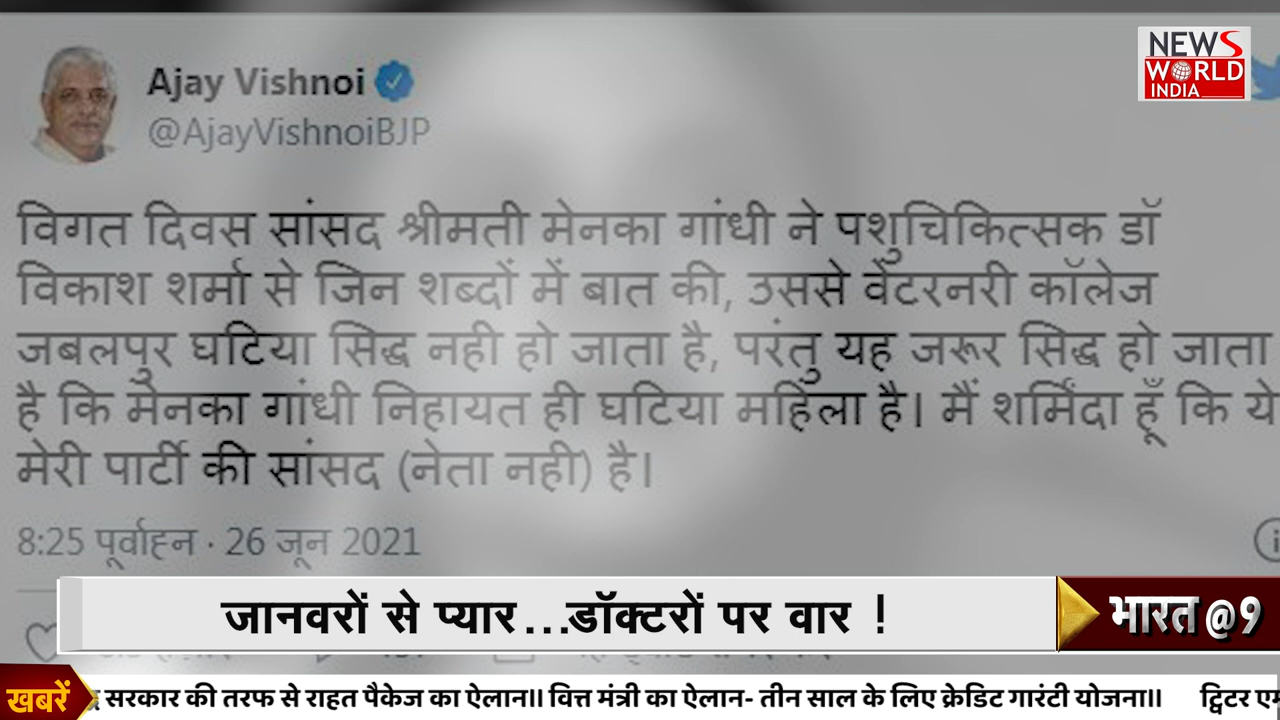 NEWS
WORLD
INDIA
Ajay Vishnoi
@AjayVishnoiBJP
विगत दिवस सांसद श्रीमती मेनका गांधी ने पशुचिकित्सक डॉ
विकाश शर्मा से जिन शब्दों में बात की, उससे वेटरनरी कॉलेज
जबलपुर घटिया सिद्ध नही हो जाता है, परंतु यह जरूर सिद्ध हो जाता
है कि मेनका गांधी निहायत ही घटिया महिला है। मैं शर्मिंदा हूँ कि ये
मेरी पार्टी की सांसद (नेता नही) है।
8:25 पूर्वाह्न · 26 जून 2021
जानवरों से प्यार...डॉक्टरों पर वार !
भारत @9
खबरें
सरकार की तरफ से राहत पैकेज का ऐलान।। वित्त मंत्री का ऐलान- तीन साल के लिए क्रेडिट गारंटी योजना।। ट्विटर